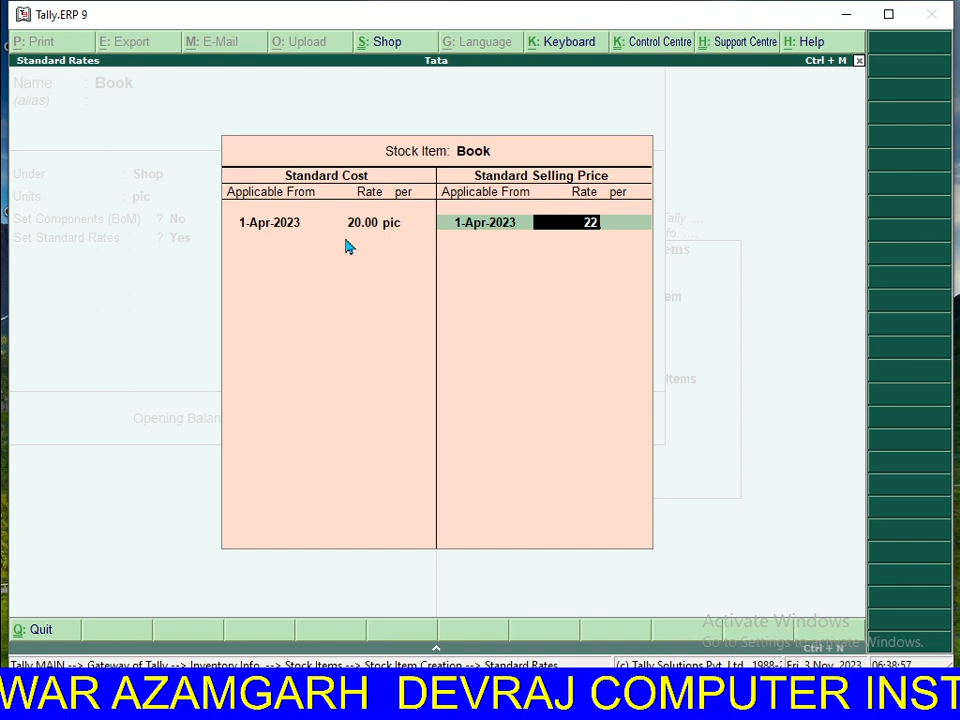 Tally.ERP 9
P: Print E: Export M: E-Mail O: Upload S: Shop G: Language K: Keyboard K: Control Centre H: Support Centre H: Help
Standard Rates Tata Ctrl + M
Name : Book
(alias) :
Under : Shop
Units : pic
Set Components (BoM) ? No
Set Standard Rates ? Yes
Stock Item: Book
Standard Cost Standard Selling Price
Applicable From Rate per Applicable From Rate per
1-Apr-2023 20.00 pic 1-Apr-2023 22
Tally ....
fo. .....
ems
em
Items
Opening Balan
Activate Windows
Go to Settings to activate Windows.
Q: Quit
Ctrl + N
Tally MAIN --> Gateway of Tally --> Inventory Info. --> Stock Items --> Stock Item Creation --> Standard Rates (c) Tally Solutions Pvt. Ltd., 1988- Fri, 3 Nov, 2023 06:38:57
WAR AZAMGARH DEVRAJ COMPUTER INST